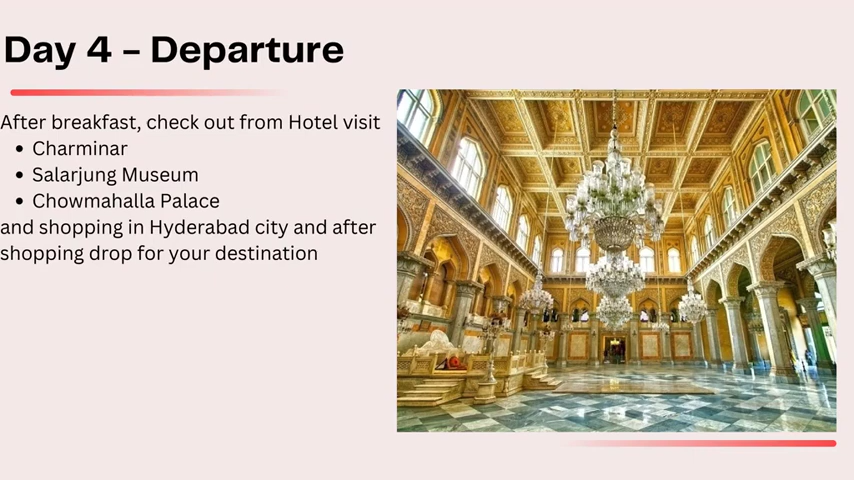 Day 4 – Departure
After breakfast, check out from Hotel visit
• Charminar
• Salarjung Museum
• Chowmahalla Palace
and shopping in Hyderabad city and after
shopping drop for your destination